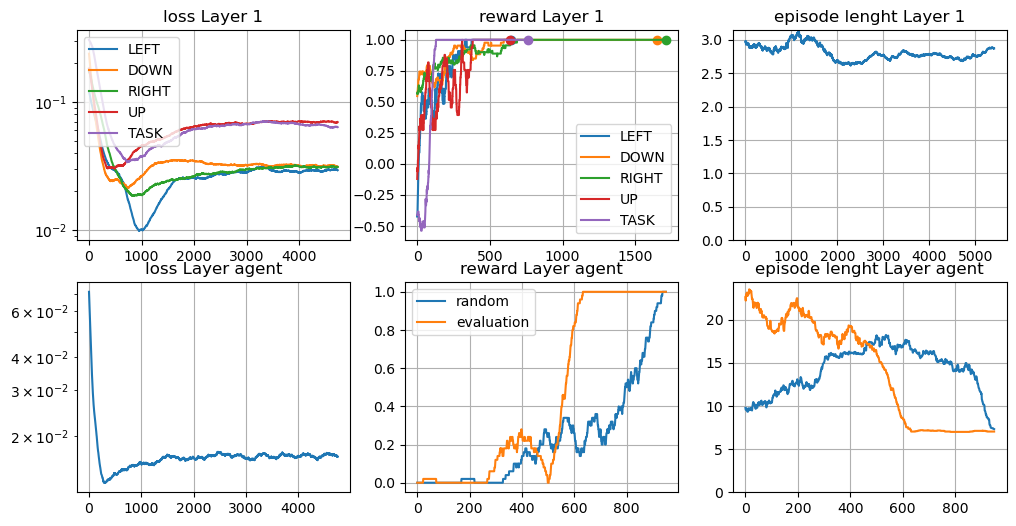 loss Layer 1
10^-1
10^-2
LEFT
DOWN
RIGHT
UP
TASK
0 1000 2000 3000 4000
reward Layer 1
1.00
0.75
0.50
0.25
0.00
−0.25
−0.50
LEFT
DOWN
RIGHT
UP
TASK
0 500 1000 1500
episode lenght Layer 1
3.0
2.5
2.0
1.5
1.0
0.5
0.0
0 1000 2000 3000 4000 5000
loss Layer agent
6 × 10^-2
4 × 10^-2
3 × 10^-2
2 × 10^-2
0 1000 2000 3000 4000
reward Layer agent
1.0
0.8
0.6
0.4
0.2
0.0
random
evaluation
0 200 400 600 800
episode lenght Layer agent
20
15
10
5
0
0 200 400 600 800